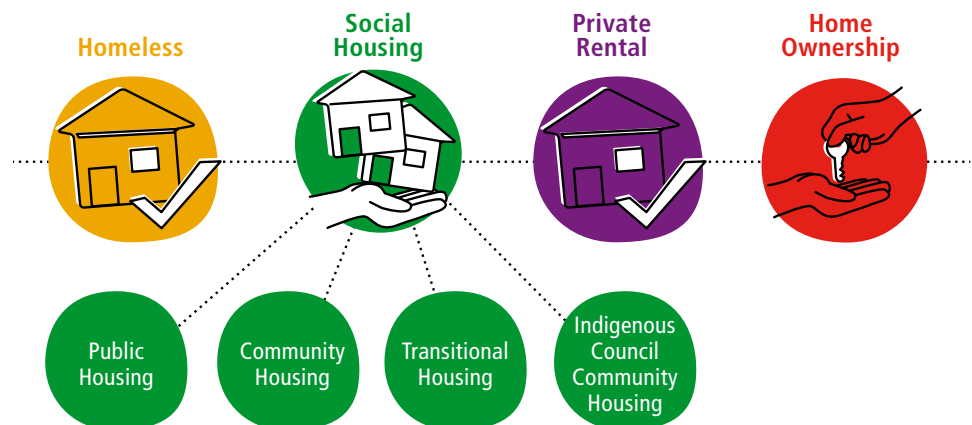 Homeless
Social
Housing
Private
Rental
Home
Ownership
Public
Housing
Community
Housing
Transitional
Housing
Indigenous
Council
Community
Housing